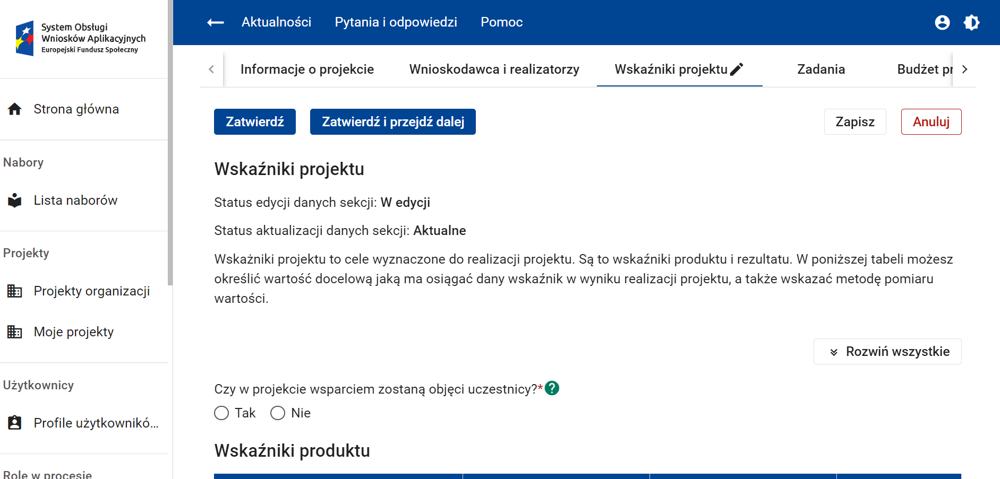 System Obsługi
Wniosków Aplikacyjnych
Europejski Fundusz Społeczny
Aktualności
Pytania i odpowiedzi
Pomoc
Strona główna
Nabory
Lista naborów
Projekty
Projekty organizacji
Moje projekty
Użytkownicy
Profile użytkownikó...
Role w procesie
Informacje o projekcie
Wnioskodawca i realizatorzy
Wskaźniki projektu
Zadania
Budżet pr
Zatwierdź
Zatwierdź i przejdź dalej
Zapisz
Anuluj
Wskaźniki projektu
Status edycji danych sekcji: W edycji
Status aktualizacji danych sekcji: Aktualne
Wskażniki projektu to cele wyznaczone do realizacji projektu. Są to wskaźniki produktu i rezultatu. W poniższej tabeli możesz
określić wartość docelową jaką ma osiągać dany wskaźnik w wyniku realizacji projektu, a także wskazać metodę pomiaru
wartości.
Rozwiń wszystkie
Czy w projekcie wsparciem zostaną objęci uczestnicy?*?
Tak
Nie
Wskaźniki produktu